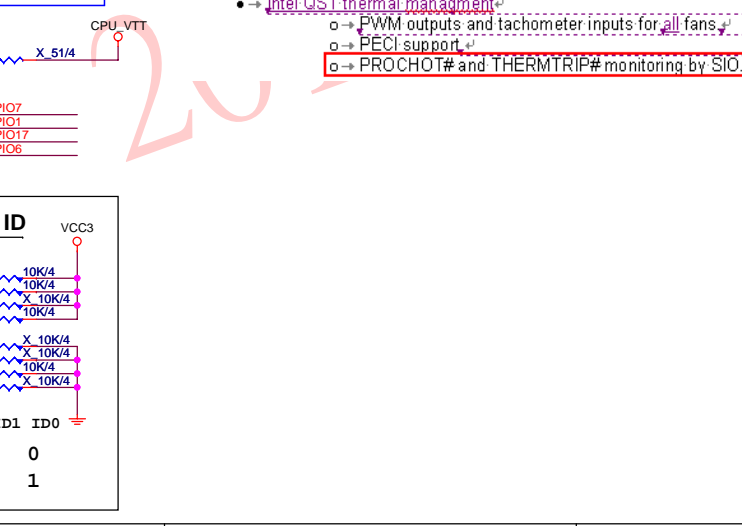 Intel QST thermal managment
PWM outputs and tachometer inputs for all fans.
PECI support.
PROCHOT# and THERMTRIP# monitoring by SIO.
CPU_VTT
X_51/4
PIO7
PIO1
PIO17
PIO6
ID
VCC3
10K/4
10K/4
X_10K/4
10K/4
X_10K/4
X_10K/4
10K/4
X_10K/4
ID1 ID0
0
1